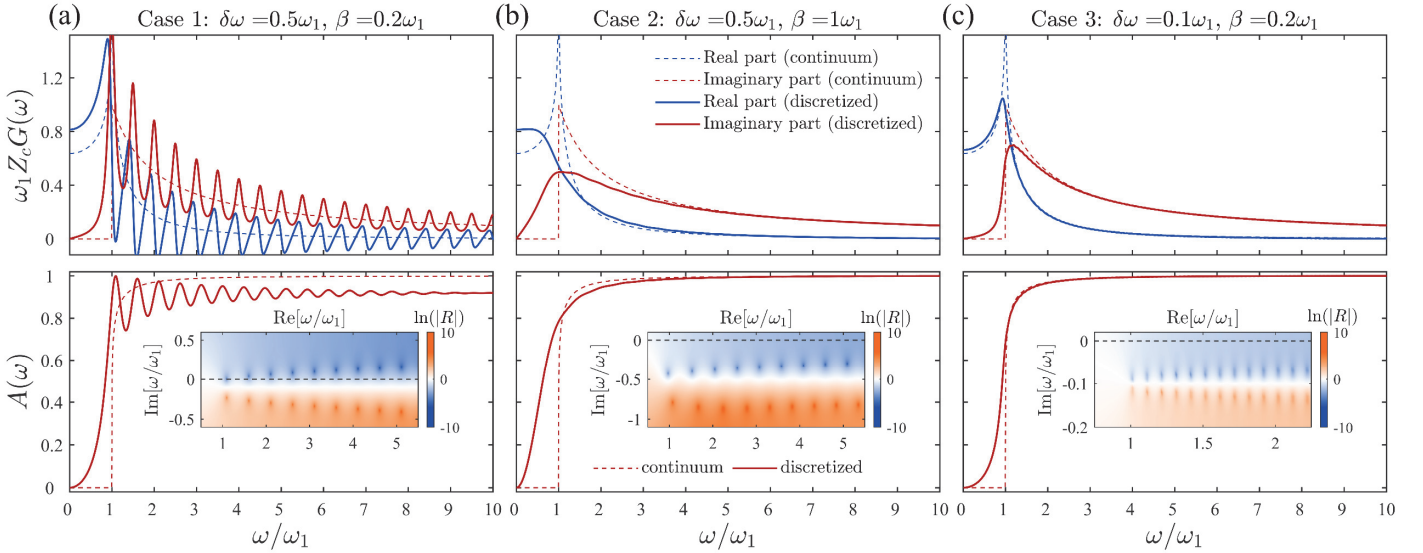 (a) Case 1: δω =0.5ω₁, β =0.2ω₁
(b) Case 2: δω =0.5ω₁, β =1ω₁
(c) Case 3: δω =0.1ω₁, β =0.2ω₁
ω₁Z_cG(ω)
1.2
0.8
0.4
0
Real part (continuum)
Imaginary part (continuum)
Real part (discretized)
Imaginary part (discretized)
A(ω)
1
0.8
0.6
0.4
0.2
0
Re[ω/ω₁]
ln(|R|)
10
-10
Im[ω/ω₁]
0.5
0
-0.5
1 2 3 4 5
Re[ω/ω₁]
ln(|R|)
10
-10
Im[ω/ω₁]
0
-0.5
-1
1 2 3 4 5
Re[ω/ω₁]
ln(|R|)
10
-10
Im[ω/ω₁]
0
-0.1
-0.2
1 1.5 2
continuum discretized
0 1 2 3 4 5 6 7 8 9 10
0 1 2 3 4 5 6 7 8 9 10
0 1 2 3 4 5 6 7 8 9 10
ω/ω₁
ω/ω₁
ω/ω₁